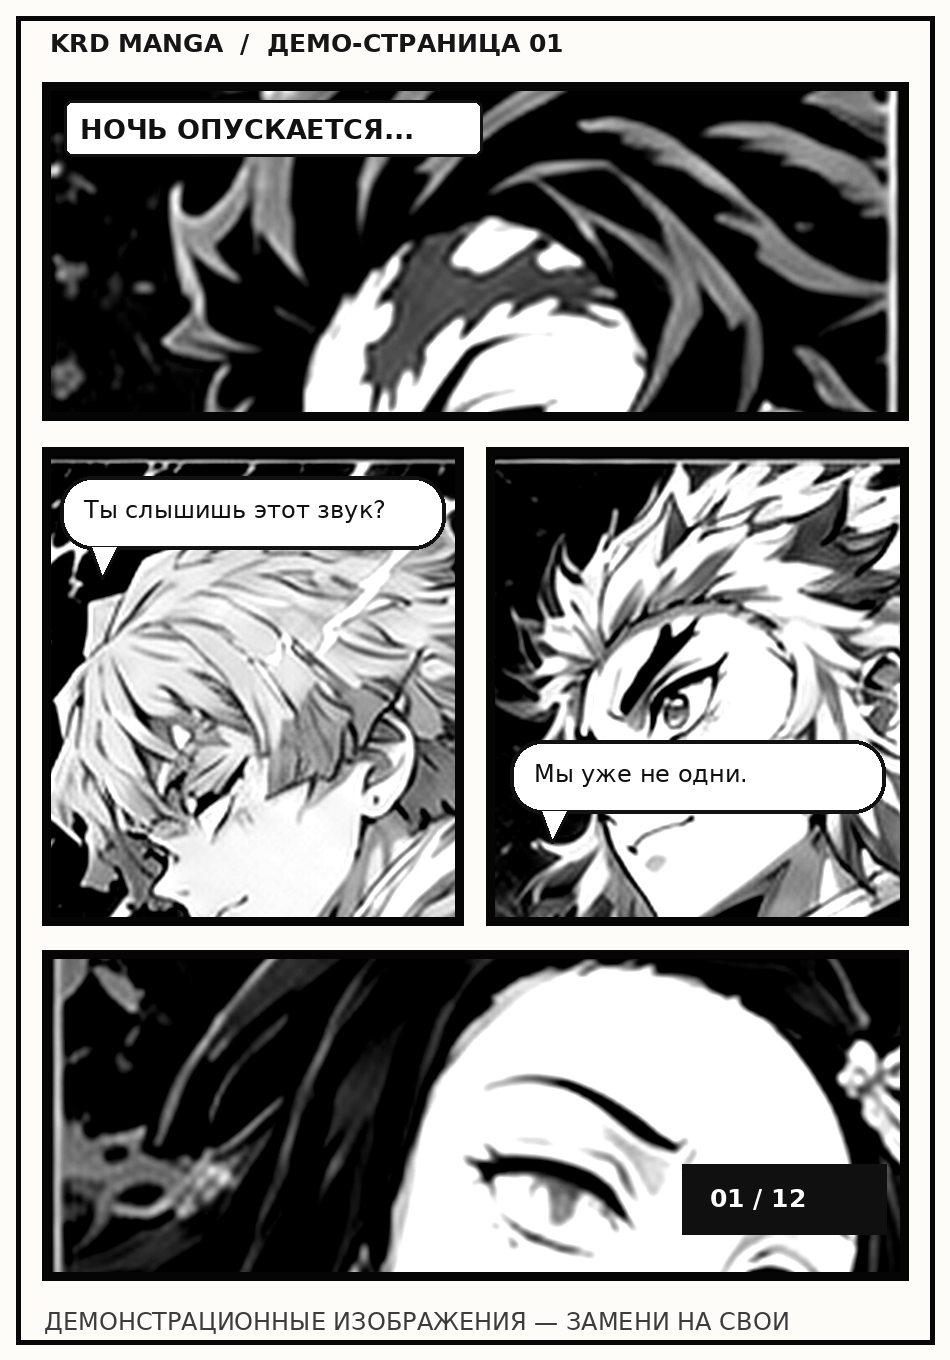 KRD MANGA / ДЕМО-СТРАНИЦА 01
НОЧЬ ОПУСКАЕТСЯ...
Ты слышишь этот звук?
Мы уже не одни.
01 / 12
ДЕМОНСТРАЦИОННЫЕ ИЗОБРАЖЕНИЯ — ЗАМЕНИ НА СВОИ